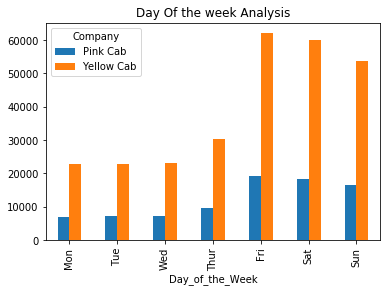 Day Of the week Analysis
Company
Pink Cab
Yellow Cab
60000
50000
40000
30000
20000
10000
0
Mon
Tue
Wed
Thur
Fri
Sat
Sun
Day_of_the_Week